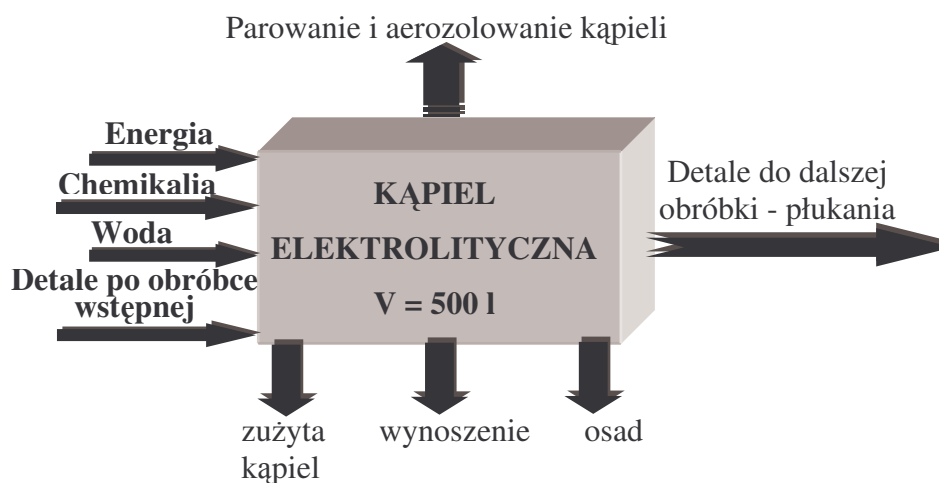 Parowanie i aerozolowanie kąpieli
Energia
Chemikalia
Woda
Detale po obróbce
wstępnej
KĄPIEL
ELEKTROLITYCZNA
V = 500 l
Detale do dalszej
obróbki - płukania
zużyta
kąpiel
wynoszenie
osad